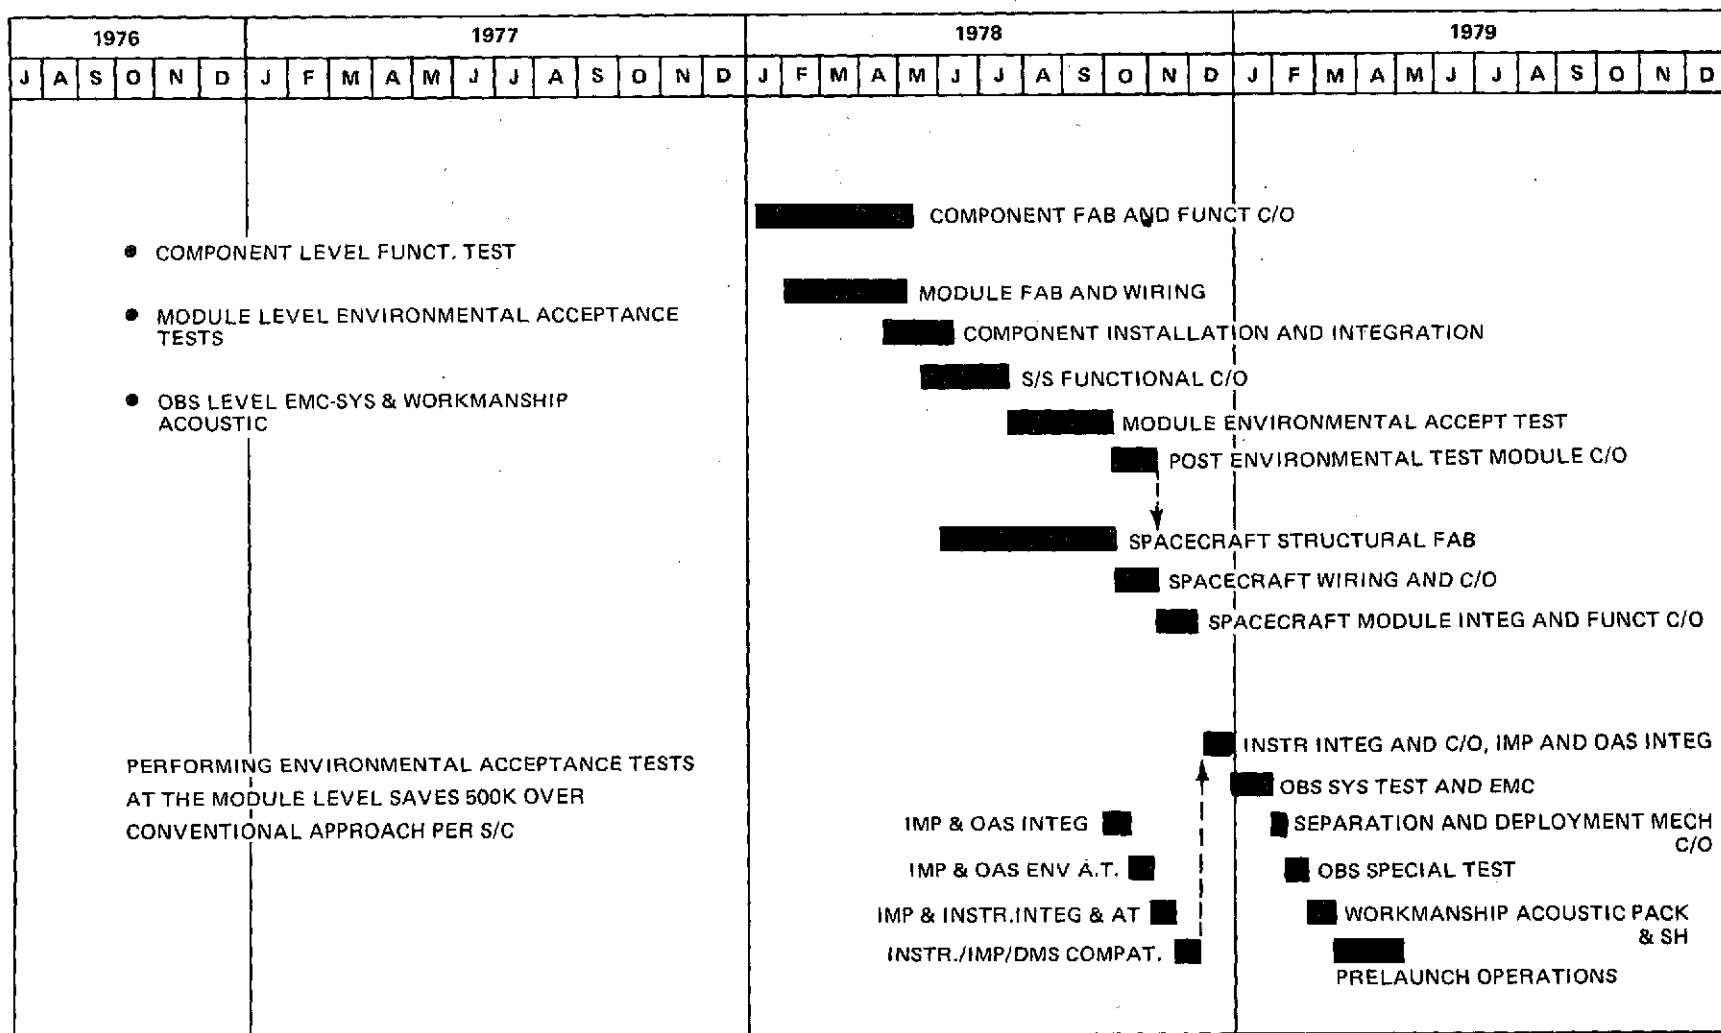 1976 1977 1978 1979
J A S O N D J F M A M J J A S O N D J F M A M J J A S O N D J F M A M J J A S O N D
COMPONENT FAB AND FUNCT C/O
• COMPONENT LEVEL FUNCT. TEST
MODULE FAB AND WIRING
• MODULE LEVEL ENVIRONMENTAL ACCEPTANCE
TESTS
COMPONENT INSTALLATION AND INTEGRATION
S/S FUNCTIONAL C/O
• OBS LEVEL EMC-SYS & WORKMANSHIP
ACOUSTIC
MODULE ENVIRONMENTAL ACCEPT TEST
POST ENVIRONMENTAL TEST MODULE C/O
SPACECRAFT STRUCTURAL FAB
SPACECRAFT WIRING AND C/O
SPACECRAFT MODULE INTEG AND FUNCT C/O
INSTR INTEG AND C/O, IMP AND OAS INTEG
PERFORMING ENVIRONMENTAL ACCEPTANCE TESTS
AT THE MODULE LEVEL SAVES 500K OVER
CONVENTIONAL APPROACH PER S/C
OBS SYS TEST AND EMC
IMP & OAS INTEG
SEPARATION AND DEPLOYMENT MECH
C/O
IMP & OAS ENV A.T.
OBS SPECIAL TEST
IMP & INSTR.INTEG & AT
WORKMANSHIP ACOUSTIC PACK
& SH
INSTR./IMP/DMS COMPAT.
PRELAUNCH OPERATIONS